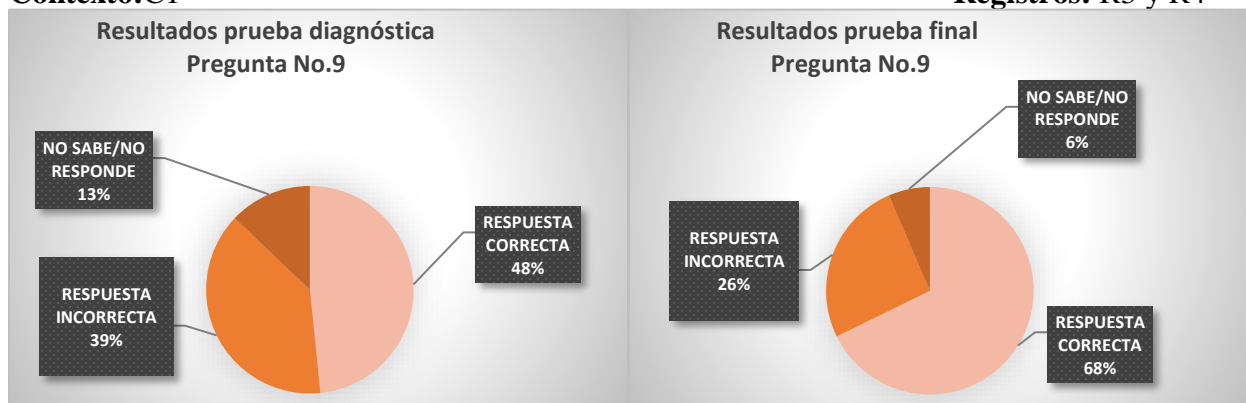 Resultados prueba diagnóstica
Pregunta No.9
NO SABE/NO
RESPONDE
13%
RESPUESTA
INCORRECTA
39%
RESPUESTA
CORRECTA
48%
Resultados prueba final
Pregunta No.9
NO SABE/NO
RESPONDE
6%
RESPUESTA
INCORRECTA
26%
RESPUESTA
CORRECTA
68%